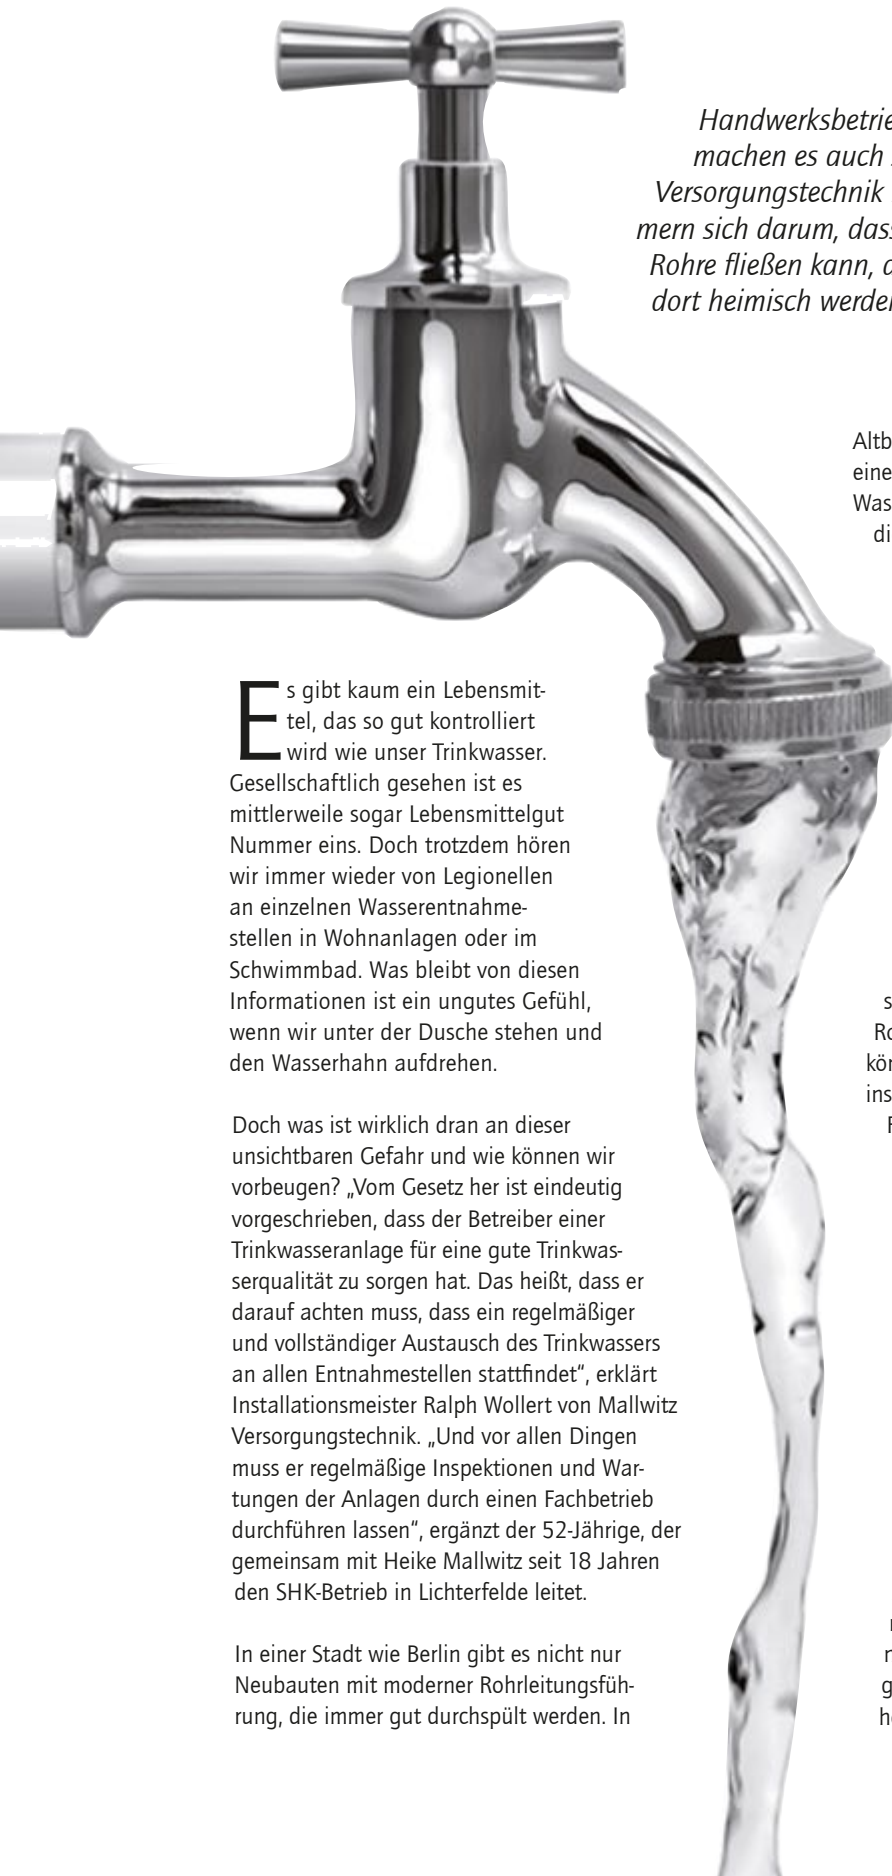 Handwerksbetrie
machen es auch
Versorgungstechnik
mern sich darum, dass
Rohre fließen kann,
dort heimisch werde
Altb
eine
Was
di
Es gibt kaum ein Lebensmit-
tel, das so gut kontrolliert
wird wie unser Trinkwasser.
Gesellschaftlich gesehen ist es
mittlerweile sogar Lebensmittelgut
Nummer eins. Doch trotzdem hören
wir immer wieder von Legionellen
an einzelnen Wasserentnahme-
stellen in Wohnanlagen oder im
Schwimmbad. Was bleibt von diesen
Informationen ist ein ungutes Gefühl,
wenn wir unter der Dusche stehen und
den Wasserhahn aufdrehen.
Doch was ist wirklich dran an dieser
unsichtbaren Gefahr und wie können wir
vorbeugen? „Vom Gesetz her ist eindeutig
vorgeschrieben, dass der Betreiber einer
Trinkwasseranlage für eine gute Trinkwas-
serqualität zu sorgen hat. Das heißt, dass er
darauf achten muss, dass ein regelmäßiger
und vollständiger Austausch des Trinkwassers
an allen Entnahmestellen stattfindet“, erklärt
Installationsmeister Ralph Wollert von Mallwitz
Versorgungstechnik. „Und vor allen Dingen
muss er regelmäßige Inspektionen und War-
tungen der Anlagen durch einen Fachbetrieb
durchführen lassen“, ergänzt der 52-Jährige, der
gemeinsam mit Heike Mallwitz seit 18 Jahren
den SHK-Betrieb in Lichterfelde leitet.
In einer Stadt wie Berlin gibt es nicht nur
Neubauten mit moderner Rohrleitungsfüh-
rung, die immer gut durchspült werden. In
s
Ro
kön
ins